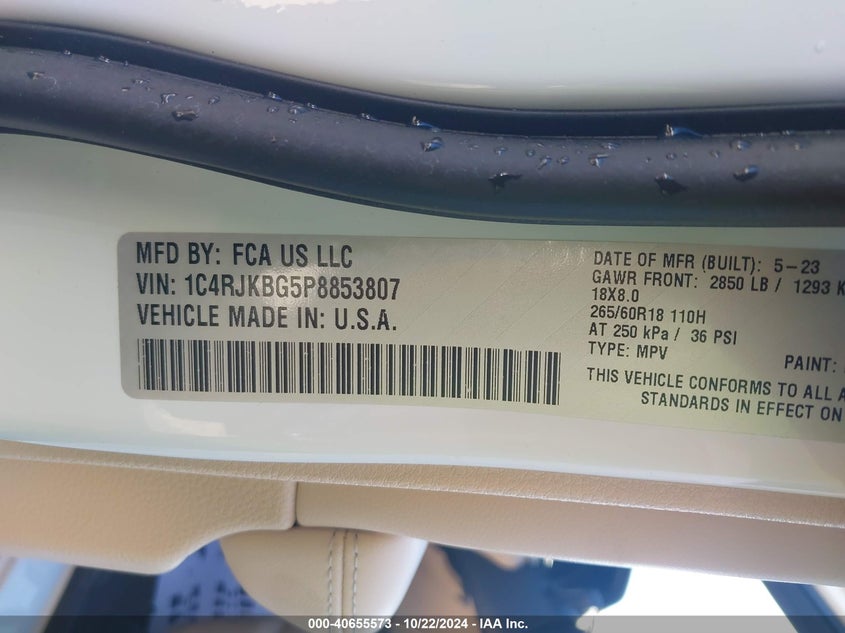 MFD BY: FCA US LLC
VIN: 1C4RJKBG5P8853807
VEHICLE MADE IN: U.S.A.
DATE OF MFR (BUILT): 5-23
GAWR FRONT: 2850 LB / 1293 K
18X8.0
265/60R18 110H
AT 250 kPa / 36 PSI
TYPE: MPV
PAINT:
THIS VEHICLE CONFORMS TO ALL A
STANDARDS IN EFFECT ON
000-40655573 - 10/22/2024 - IAA Inc.